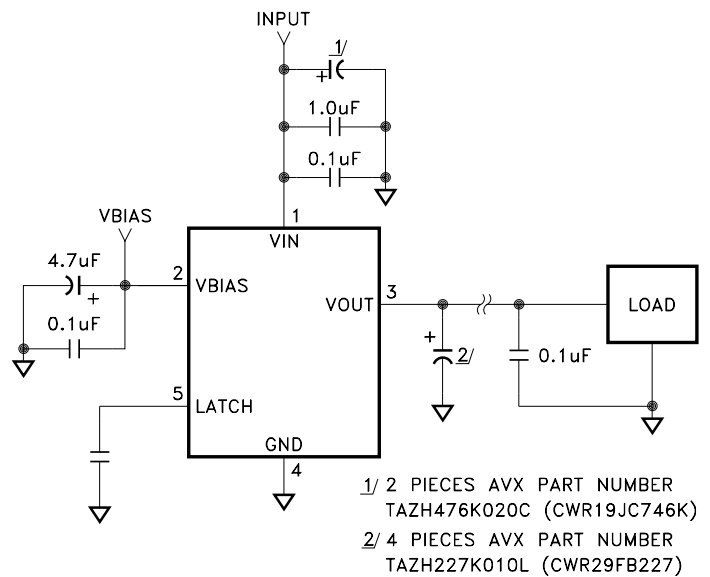 INPUT
1/
+
1.0uF
0.1uF
1
VIN
VBIAS
4.7uF
+
2
VBIAS
0.1uF
VOUT
3
LOAD
+
2/
0.1uF
5
LATCH
GND
4
1/ 2 PIECES AVX PART NUMBER
TAZH476K020C (CWR19JC746K)
2/ 4 PIECES AVX PART NUMBER
TAZH227K010L (CWR29FB227)